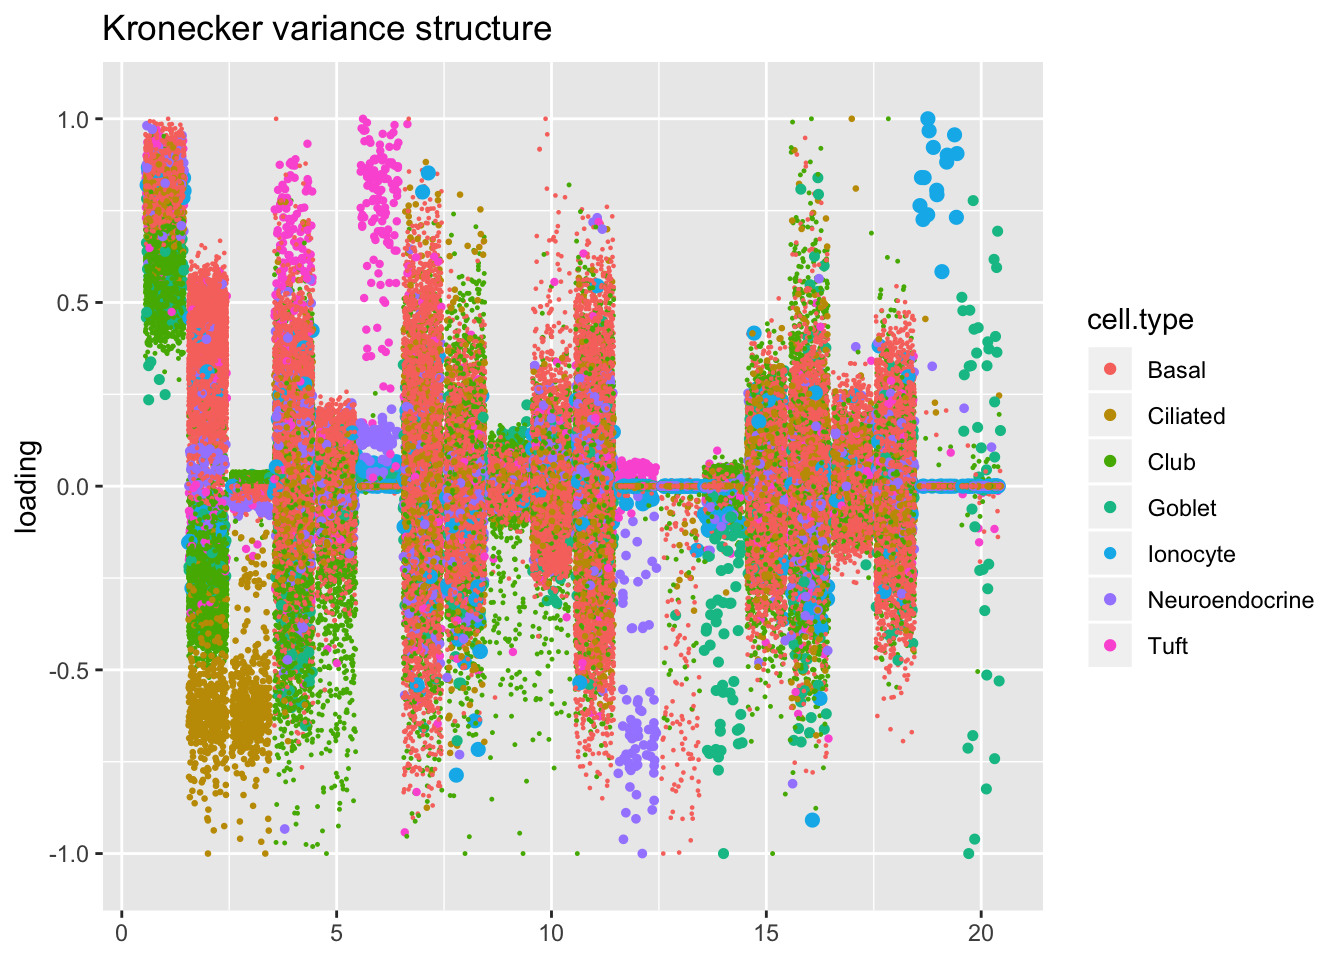 Kronecker variance structure
1.0
0.5
0.0
-0.5
-1.0
loading
0
5
10
15
20
cell.type
Basal
Ciliated
Club
Goblet
Ionocyte
Neuroendocrine
Tuft